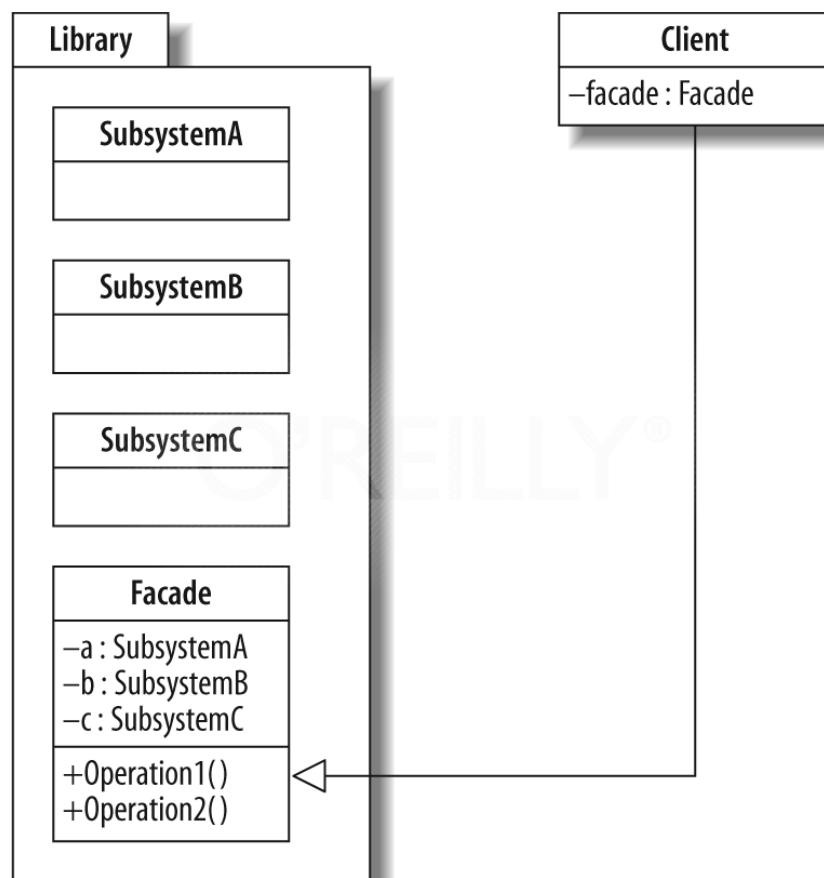 Library
Client
–facade : Facade
SubsystemA
SubsystemB
SubsystemC
O'REILLY®
Facade
–a : SubsystemA
–b : SubsystemB
–c : SubsystemC
+Operation1()
+Operation2()